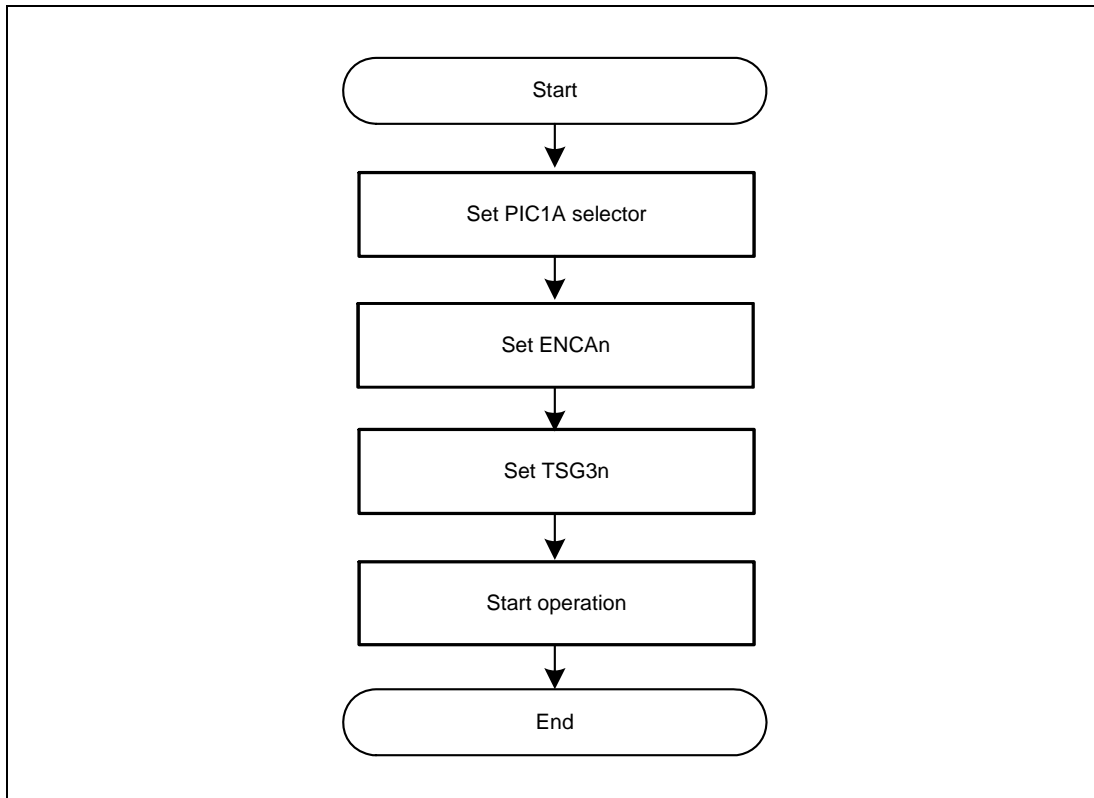 Start
Set PIC1A selector
Set ENCAn
Set TSG3n
Start operation
End